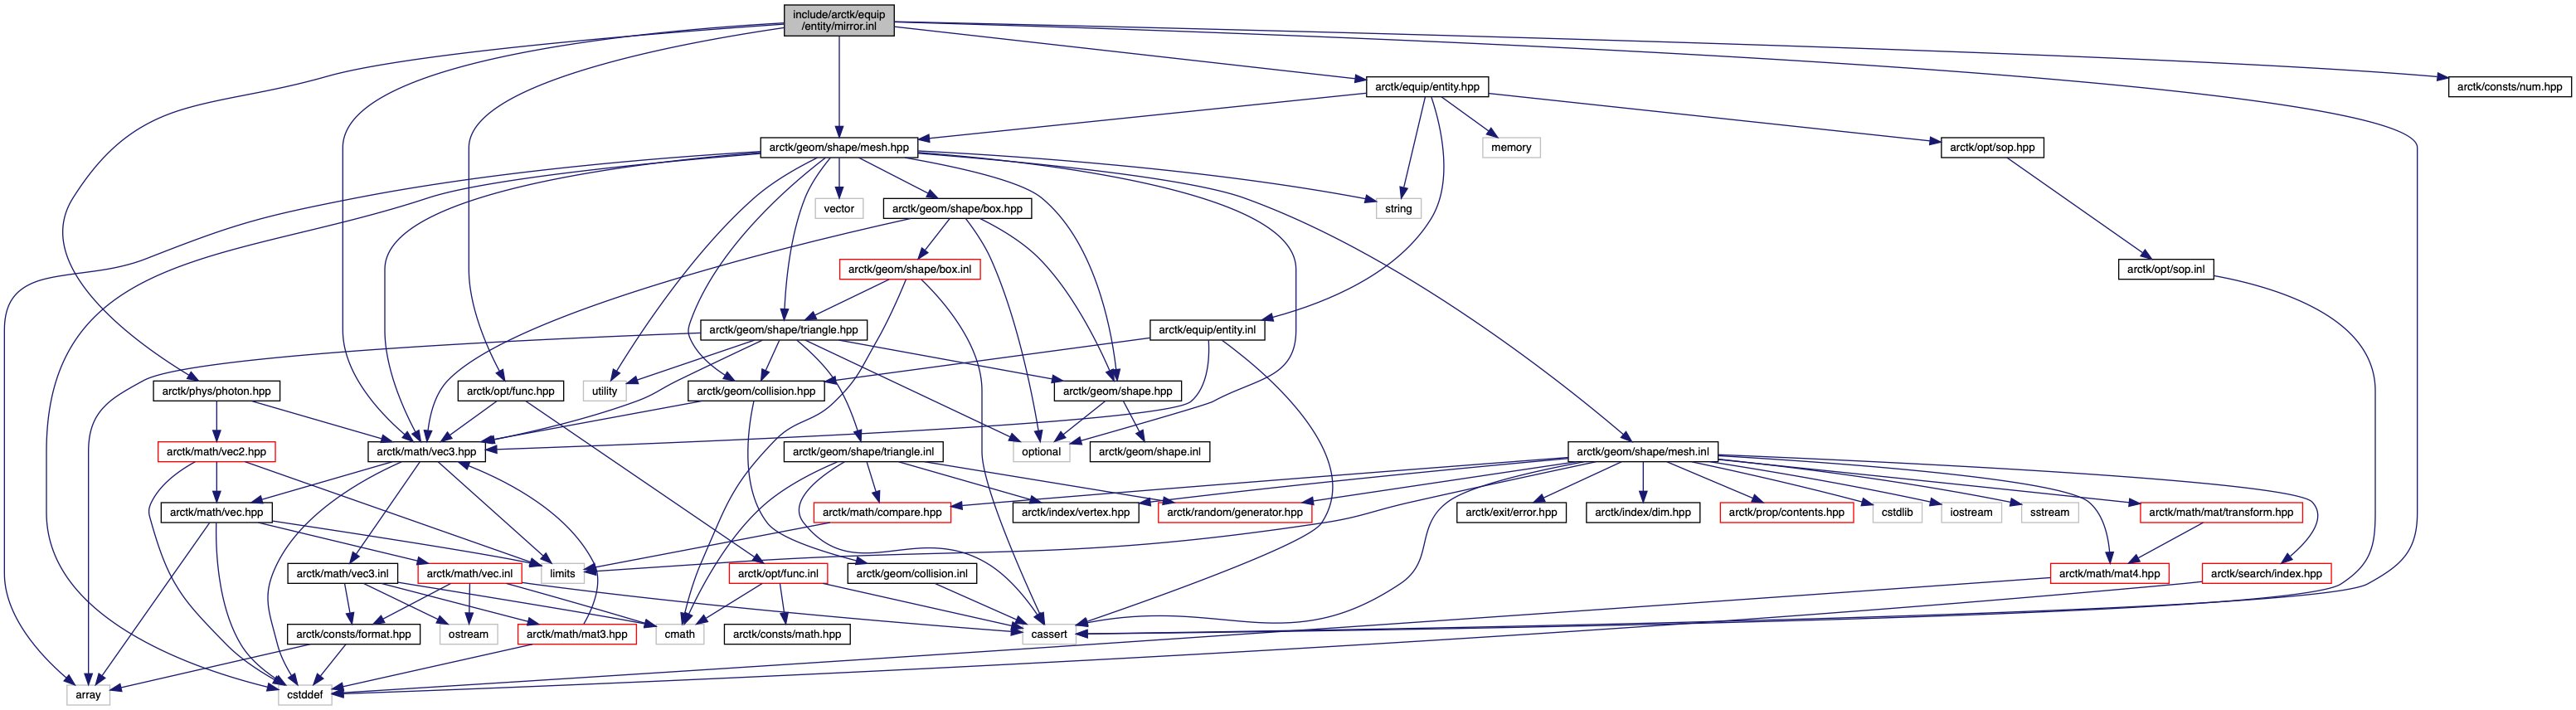 include/arctk/equip
/entity/mirror.inl
arctk/equip/entity.hpp
arctk/consts/num.hpp
arctk/geom/shape/mesh.hpp
memory
arctk/opt/sop.hpp
vector
arctk/geom/shape/box.hpp
string
arctk/geom/shape/box.inl
arctk/opt/sop.inl
arctk/geom/shape/triangle.hpp
arctk/equip/entity.inl
arctk/phys/photon.hpp
arctk/opt/func.hpp
utility
arctk/geom/collision.hpp
arctk/geom/shape.hpp
arctk/math/vec2.hpp
arctk/math/vec3.hpp
arctk/geom/shape/triangle.inl
optional
arctk/geom/shape.inl
arctk/geom/shape/mesh.inl
arctk/math/vec.hpp
arctk/math/compare.hpp
arctk/index/vertex.hpp
arctk/random/generator.hpp
arctk/exit/error.hpp
arctk/index/dim.hpp
arctk/prop/contents.hpp
cstdlib
iostream
sstream
arctk/math/mat/transform.hpp
arctk/math/vec3.inl
arctk/math/vec.inl
limits
arctk/opt/func.inl
arctk/geom/collision.inl
arctk/math/mat4.hpp
arctk/search/index.hpp
arctk/consts/format.hpp
ostream
arctk/math/mat3.hpp
cmath
arctk/consts/math.hpp
cassert
array
cstddef